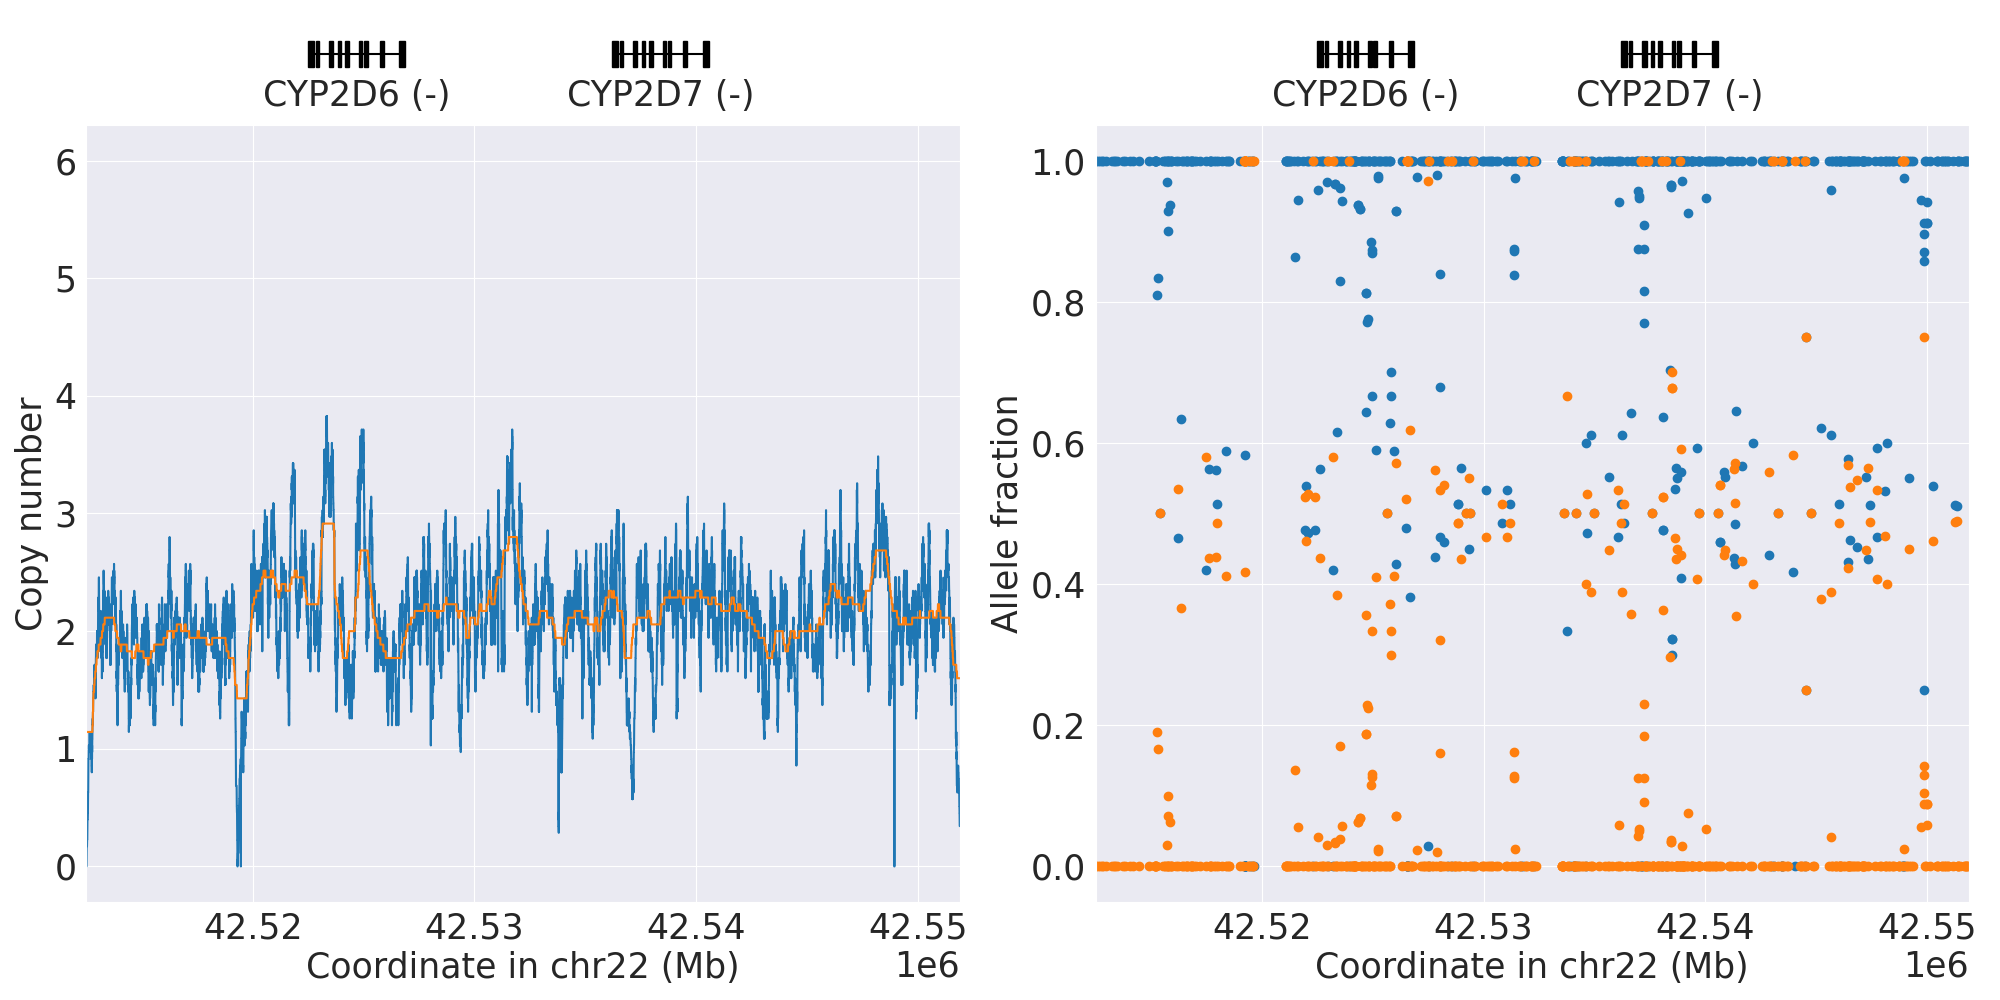 CYP2D6 (-)
CYP2D7 (-)
6
5
4
3
2
1
0
Copy number
42.52
42.53
42.54
42.55
Coordinate in chr22 (Mb)
1e6
CYP2D6 (-)
CYP2D7 (-)
1.0
0.8
0.6
0.4
0.2
0.0
Allele fraction
42.52
42.53
42.54
42.55
Coordinate in chr22 (Mb)
1e6